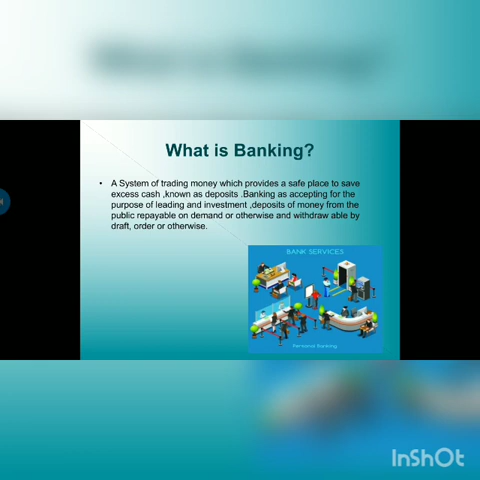 What is Banking?
• A System of trading money which provides a safe place to save
excess cash ,known as deposits .Banking as accepting for the
purpose of leading and investment ,deposits of money from the
public repayable on demand or otherwise and withdraw able by
draft, order or otherwise.
BANK SERVICES
Personal Banking
InShOt